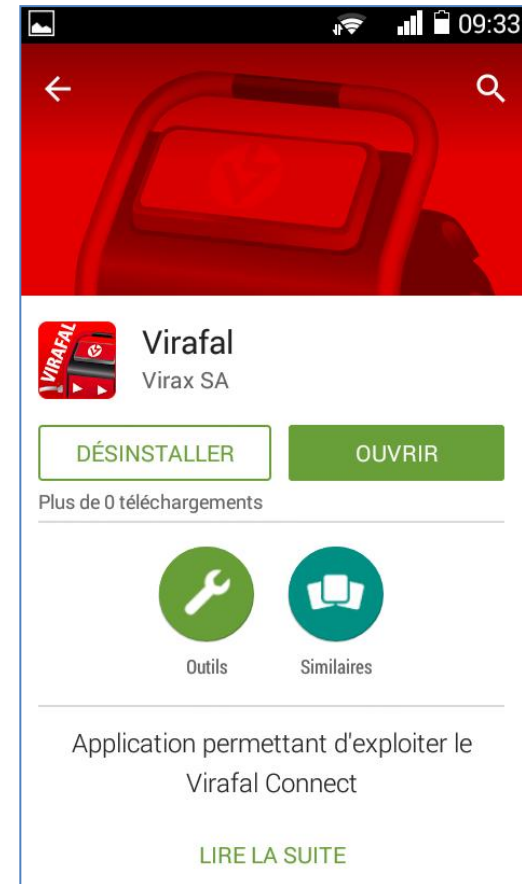 09:33
VIRAFAL
Virafal
Virax SA
DÉSINSTALLER
OUVRIR
Plus de 0 téléchargements
Outils
Similaires
Application permettant d'exploiter le
Virafal Connect
LIRE LA SUITE